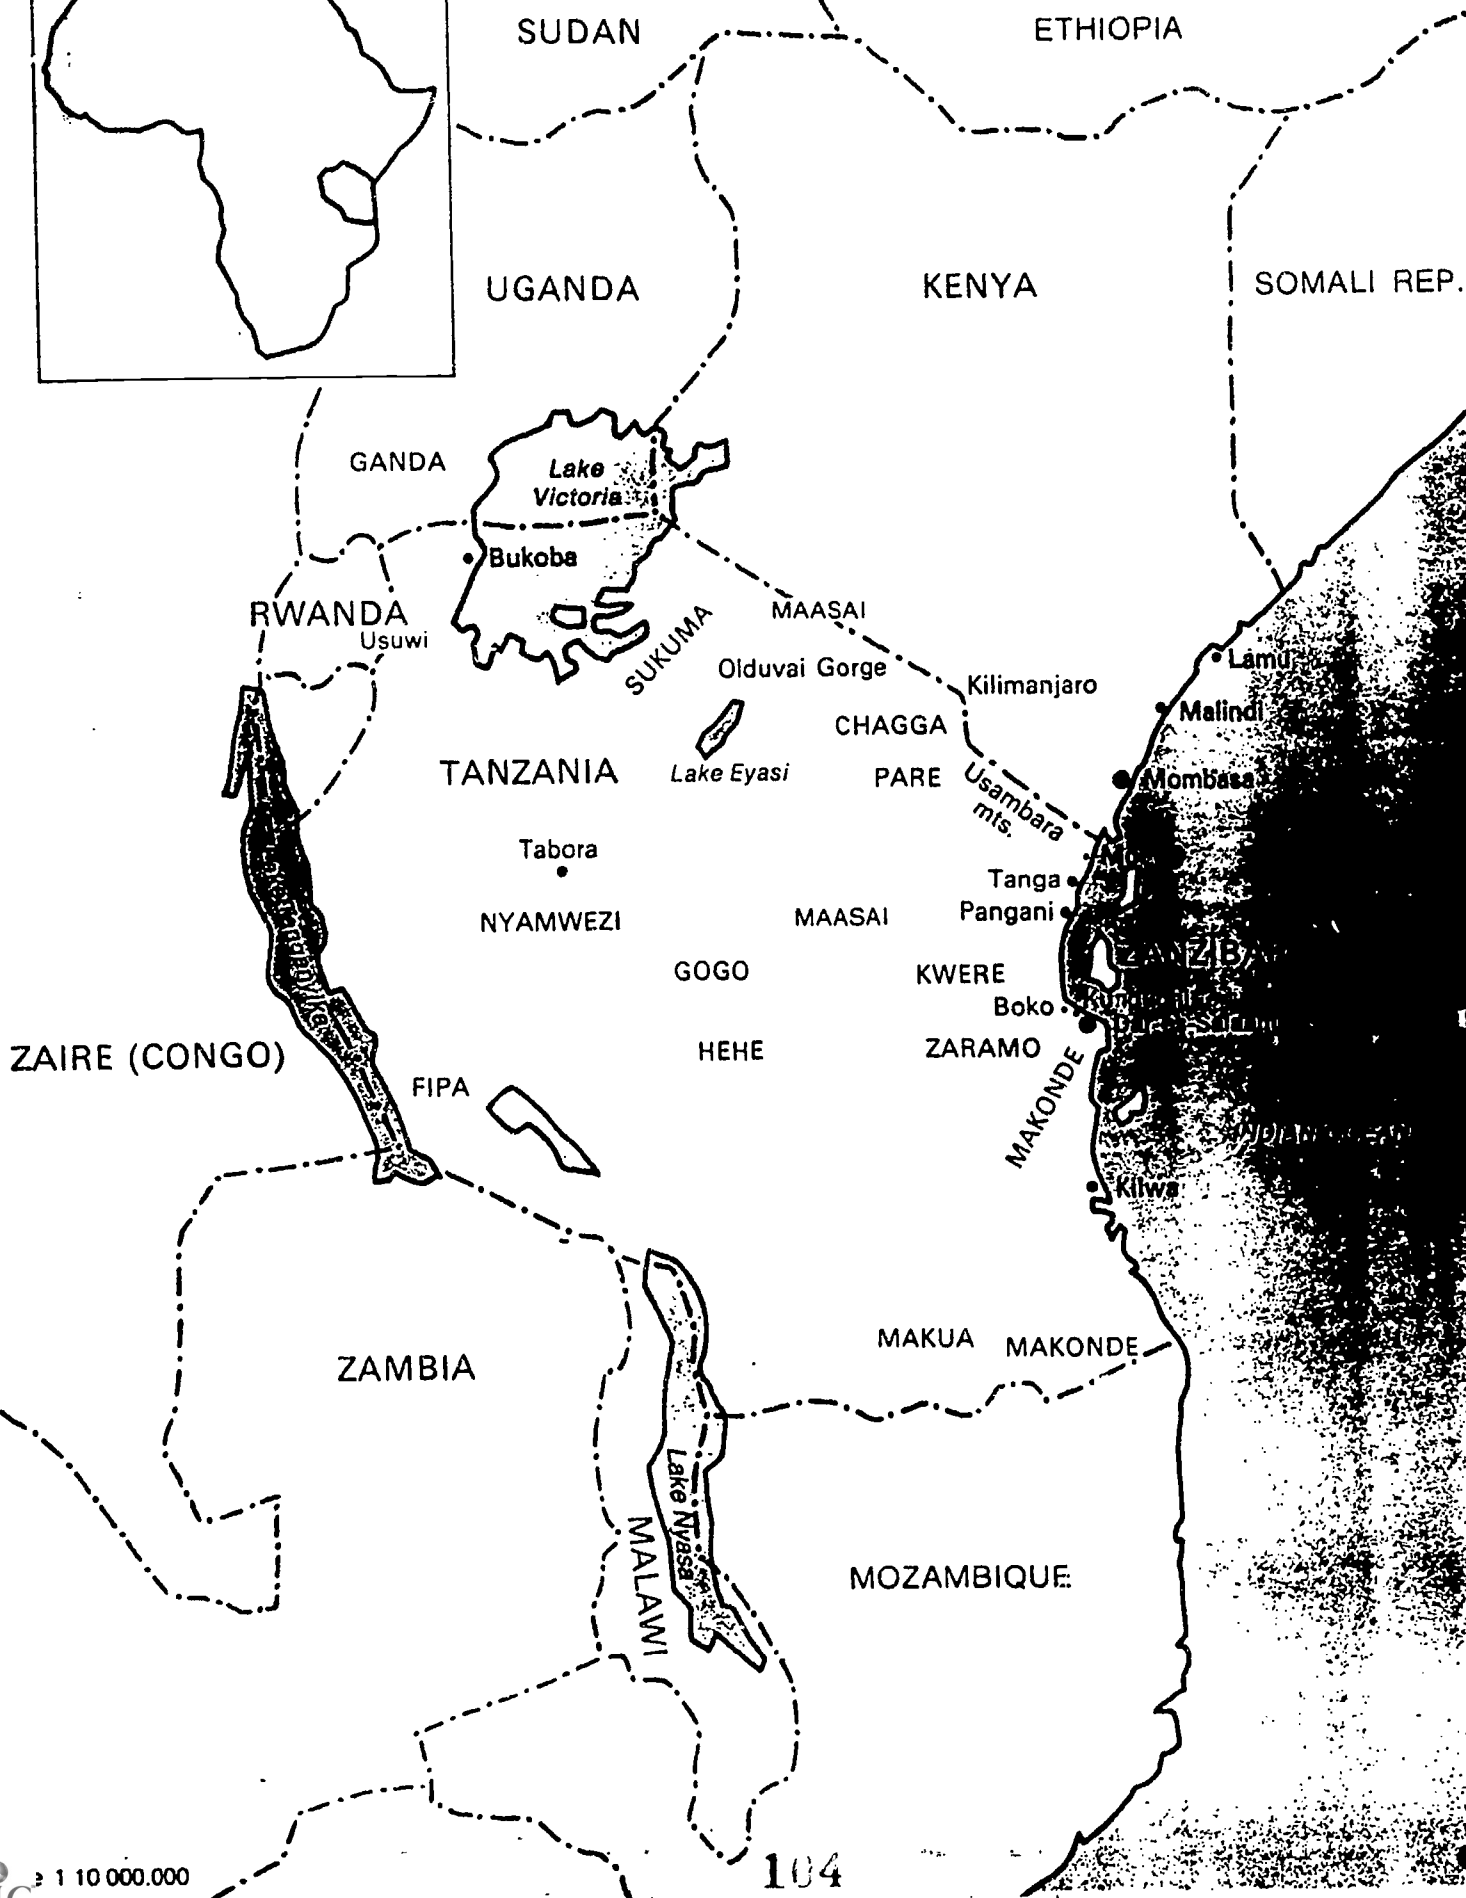 SUDAN
ETHIOPIA
UGANDA
KENYA
SOMALI REP.
GANDA
Lake
Victoria
Bukoba
RWANDA
Usuwi
SUKUMA
MAASAI
Olduvai Gorge
Kilimanjaro
Lamu
Malindi
CHAGGA
TANZANIA
Lake Eyasi
PARE
Usambara
mts.
Mombasa
Tabora
Tanga
Pangani
NYAMWEZI
MAASAI
GOGO
KWERE
Boko
ZAIRE (CONGO)
HEHE
ZARAMO
FIPA
MAKONDE
Kilwa
MAKUA
MAKONDE
ZAMBIA
Lake Nyasa
MALAWI
MOZAMBIQUE
1 10 000.000
104